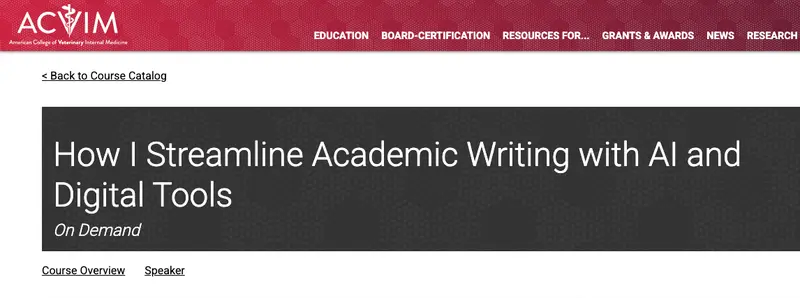 ACVIM
American College of Veterinary Internal Medicine
EDUCATION BOARD-CERTIFICATION RESOURCES FOR... GRANTS & AWARDS NEWS RESEARCH
< Back to Course Catalog
How I Streamline Academic Writing with AI and
Digital Tools
On Demand
Course Overview Speaker